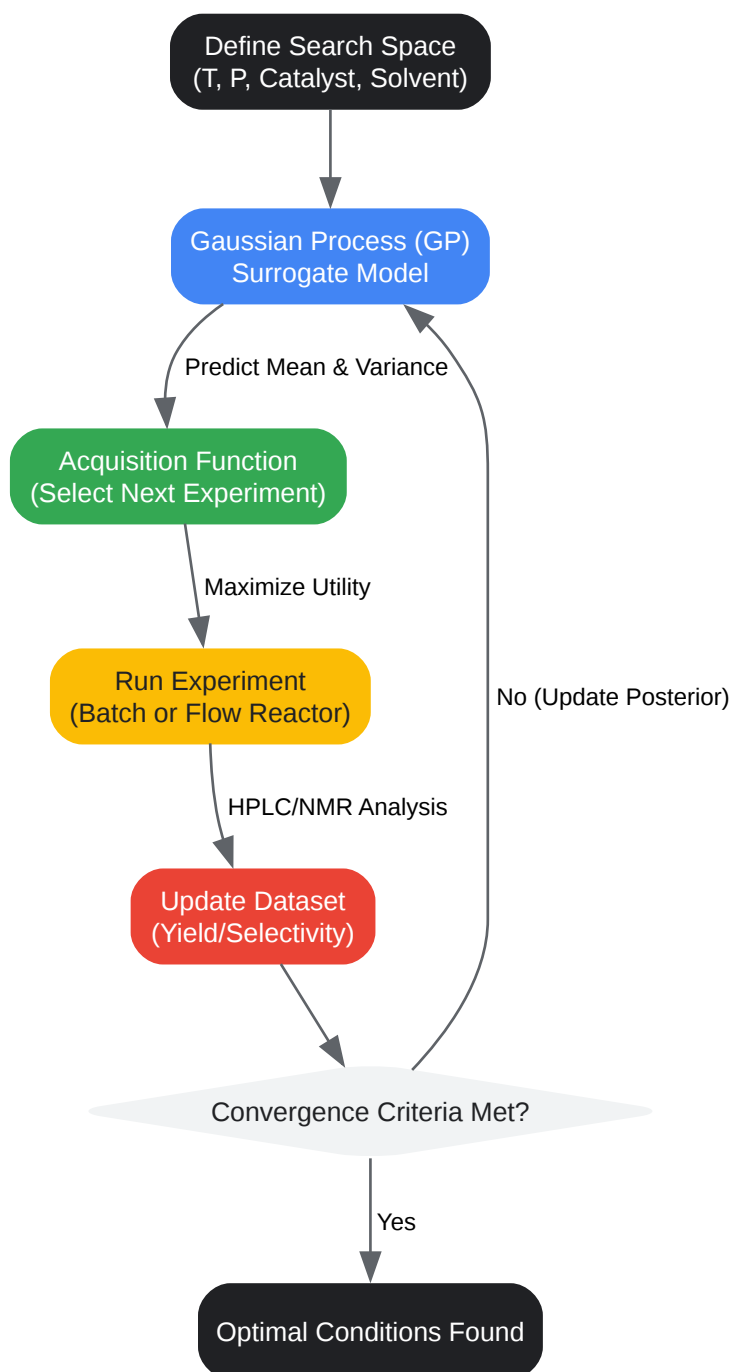 Define Search Space
(T, P, Catalyst, Solvent)
Gaussian Process (GP)
Surrogate Model
Predict Mean & Variance
Acquisition Function
(Select Next Experiment)
Maximize Utility
Run Experiment
(Batch or Flow Reactor)
No (Update Posterior)
HPLC/NMR Analysis
Update Dataset
(Yield/Selectivity)
Convergence Criteria Met?
Yes
Optimal Conditions Found